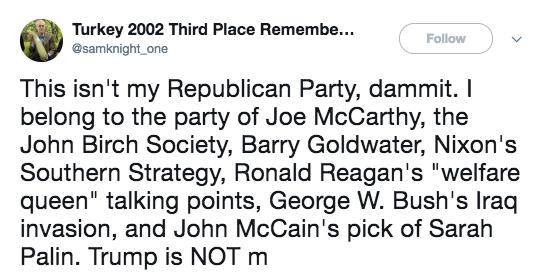 Turkey 2002 Third Place Remembe...
@samknight_one
Follow
This isn't my Republican Party, dammit. I
belong to the party of Joe McCarthy, the
John Birch Society, Barry Goldwater, Nixon's
Southern Strategy, Ronald Reagan's "welfare
queen" talking points, George W. Bush's Iraq
invasion, and John McCain's pick of Sarah
Palin. Trump is NOT m